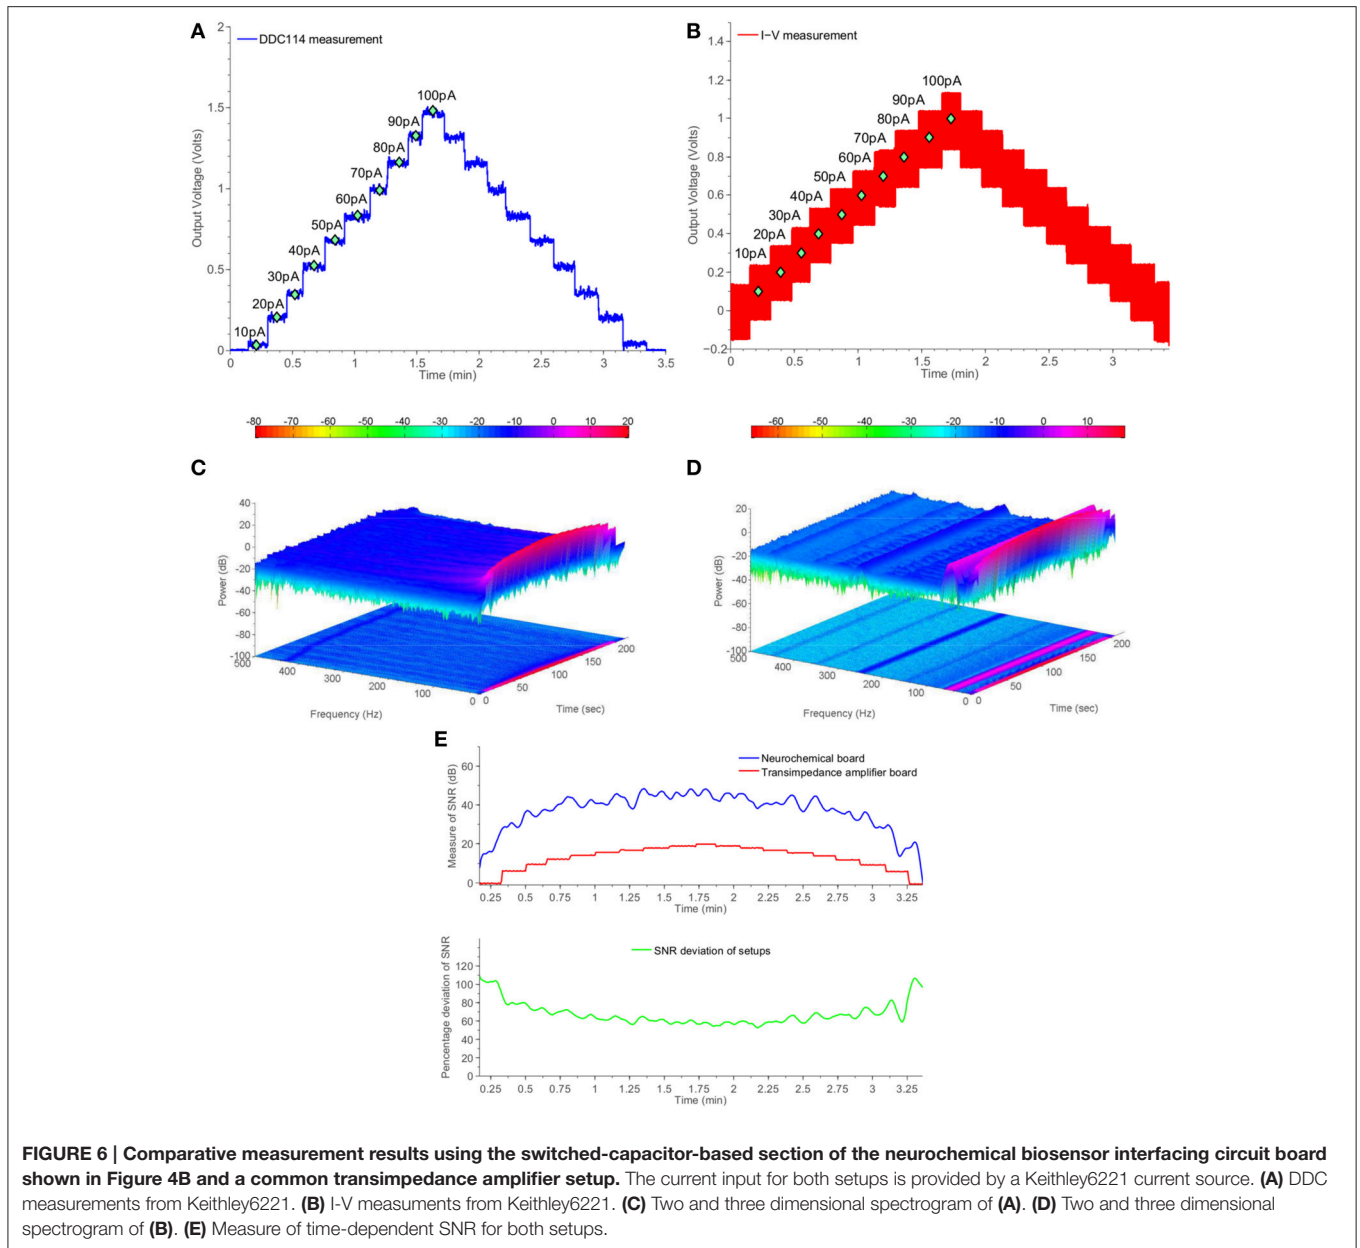 A
DDC114 measurement
2
1.5
1
0.5
0
Output Voltage (Volts)
10pA
20pA
30pA
40pA
50pA
60pA
70pA
80pA
90pA
100pA
0 0.5 1 1.5 2 2.5 3 3.5
Time (min)
B
I−V measurement
1.4
1.2
1
0.8
0.6
0.4
0.2
0
−0.2
Output Voltage (Volts)
10pA
20pA
30pA
40pA
50pA
60pA
70pA
80pA
90pA
100pA
0 0.5 1 1.5 2 2.5 3
Time (min)
-80 -70 -60 -50 -40 -30 -20 -10 0 10 20
-60 -50 -40 -30 -20 -10 0 10
C
40
20
0
-20
-40
-60
-80
-100
Power (dB)
500 400 300 200 100 0
Frequency (Hz)
0 50 100 150 200
Time (sec)
D
20
0
-20
-40
-60
-80
-100
Power (dB)
500 400 300 200 100 0
Frequency (Hz)
0 50 100 150 200
Time (sec)
E
Neurochemical board
Transimpedance amplifier board
60
40
20
0
Measure of SNR (dB)
0.25 0.5 0.75 1 1.25 1.5 1.75 2 2.25 2.5 2.75 3 3.25
Time (min)
SNR deviation of setups
120
100
80
60
40
20
0
Pencentage deviation of SNR
0.25 0.5 0.75 1 1.25 1.5 1.75 2 2.25 2.5 2.75 3 3.25
Time (min)
FIGURE 6 | Comparative measurement results using the switched-capacitor-based section of the neurochemical biosensor interfacing circuit board
shown in Figure 4B and a common transimpedance amplifier setup. The current input for both setups is provided by a Keithley6221 current source. (A) DDC
measurements from Keithley6221. (B) I-V measuments from Keithley6221. (C) Two and three dimensional spectrogram of (A). (D) Two and three dimensional
spectrogram of (B). (E) Measure of time-dependent SNR for both setups.